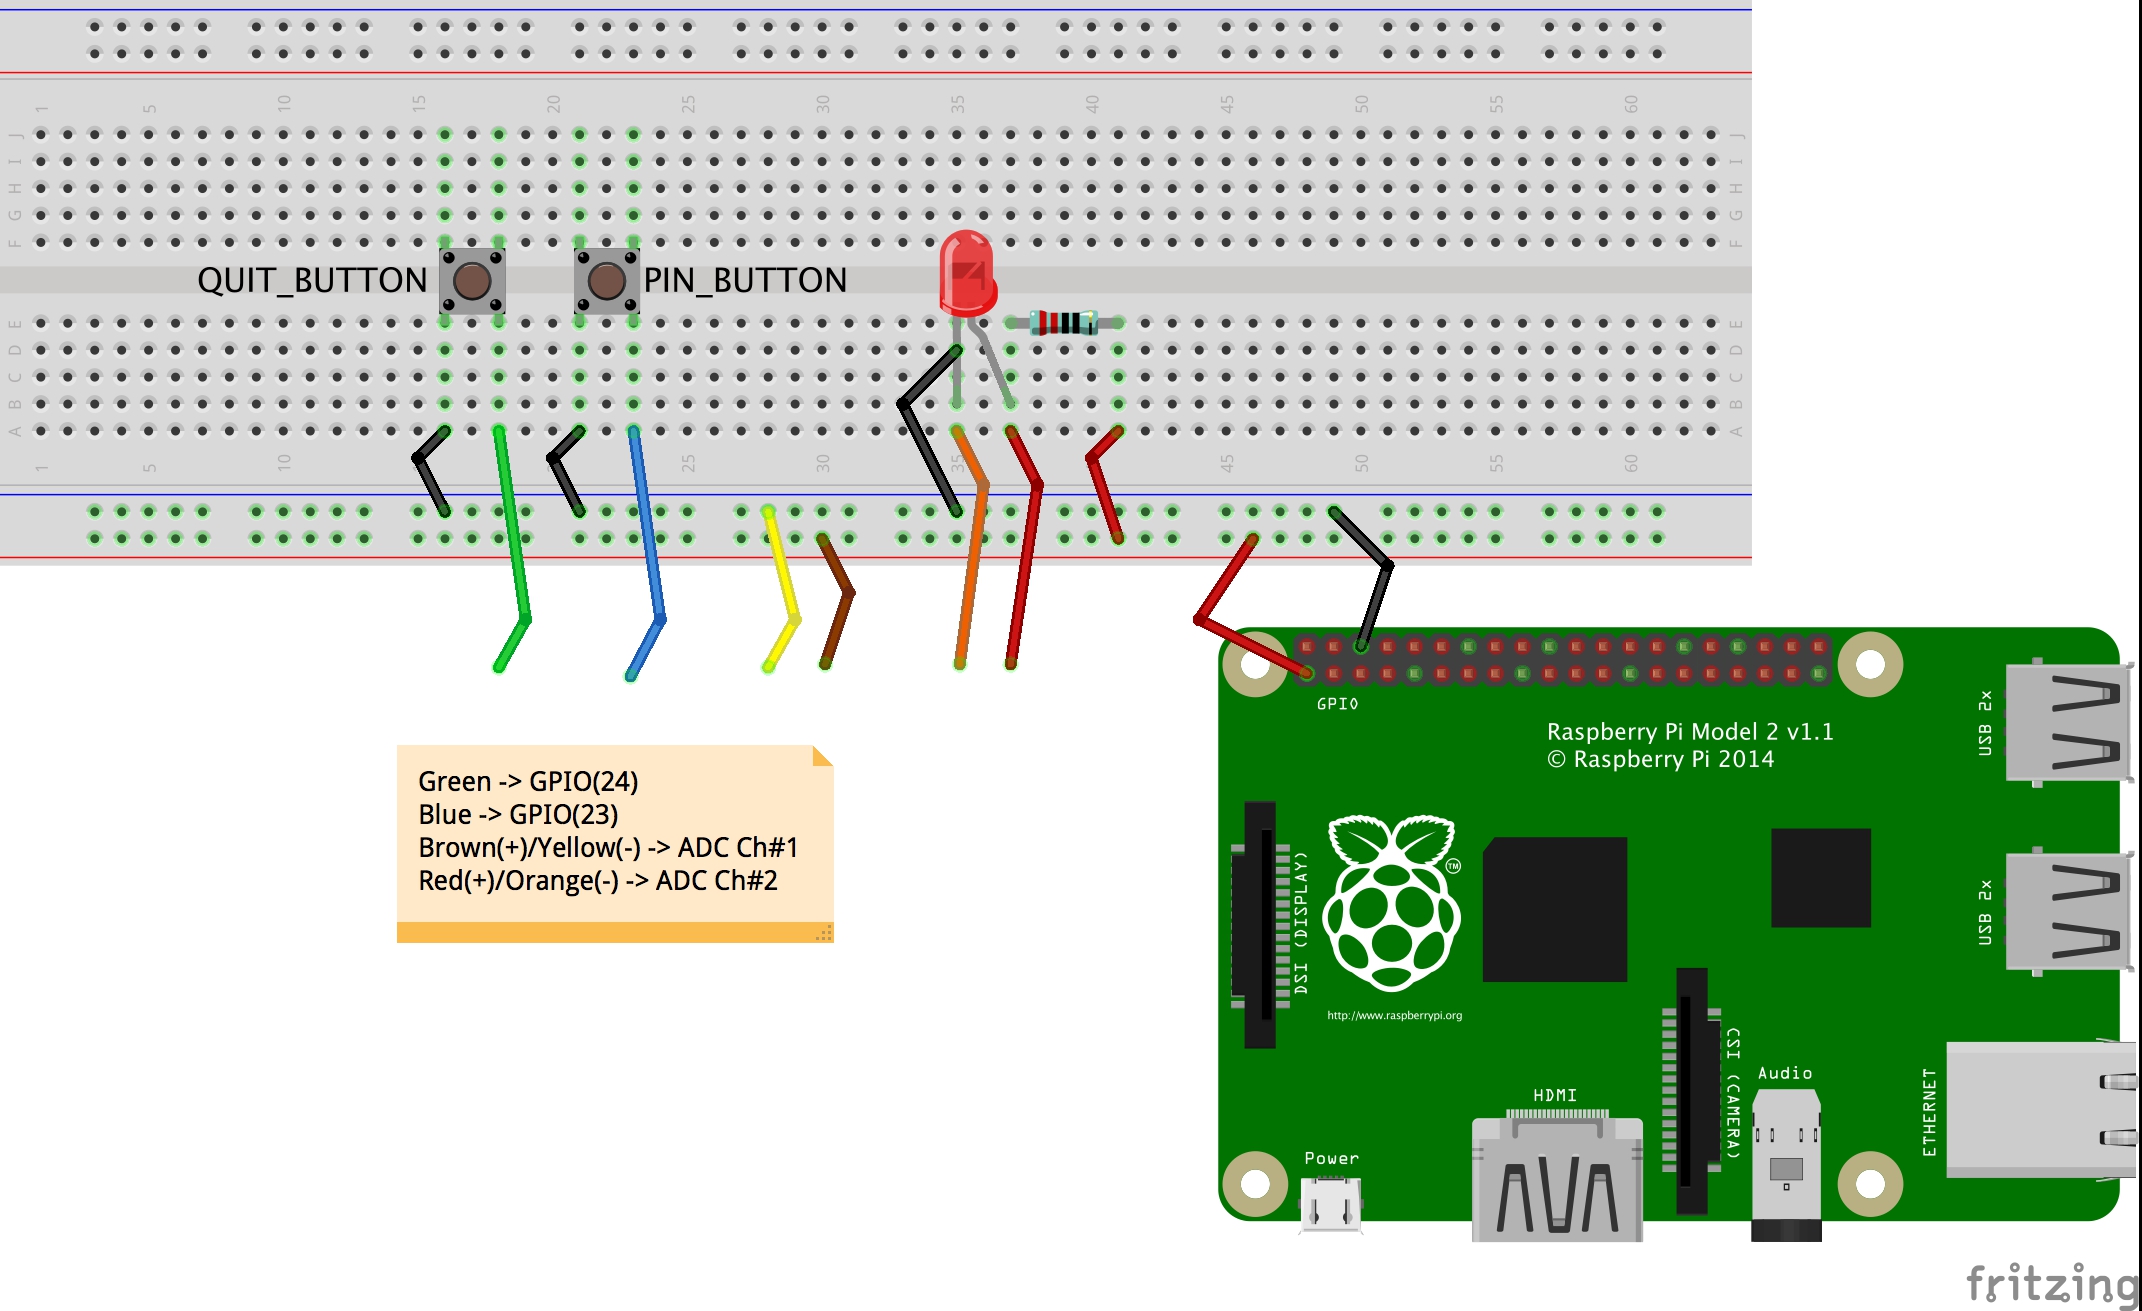 1 5 10 15 20 25 30 35 40 45 50 55 60
J J
I I
H H
G G
F F
QUIT_BUTTON PIN_BUTTON
E E
D D
C C
B B
A A
1 5 10 25 30 35 45 50 55 60
GPIO
Raspberry Pi Model 2 v1.1
© Raspberry Pi 2014
USB 2x
Green -> GPIO(24)
Blue -> GPIO(23)
Brown(+)/Yellow(-) -> ADC Ch#1
Red(+)/Orange(-) -> ADC Ch#2
TM
DSI (DISPLAY)
USB 2x
http://www.raspberrypi.org
CSI (CAMERA)
Audio
ETHERNET
HDMI
Power
fritzing